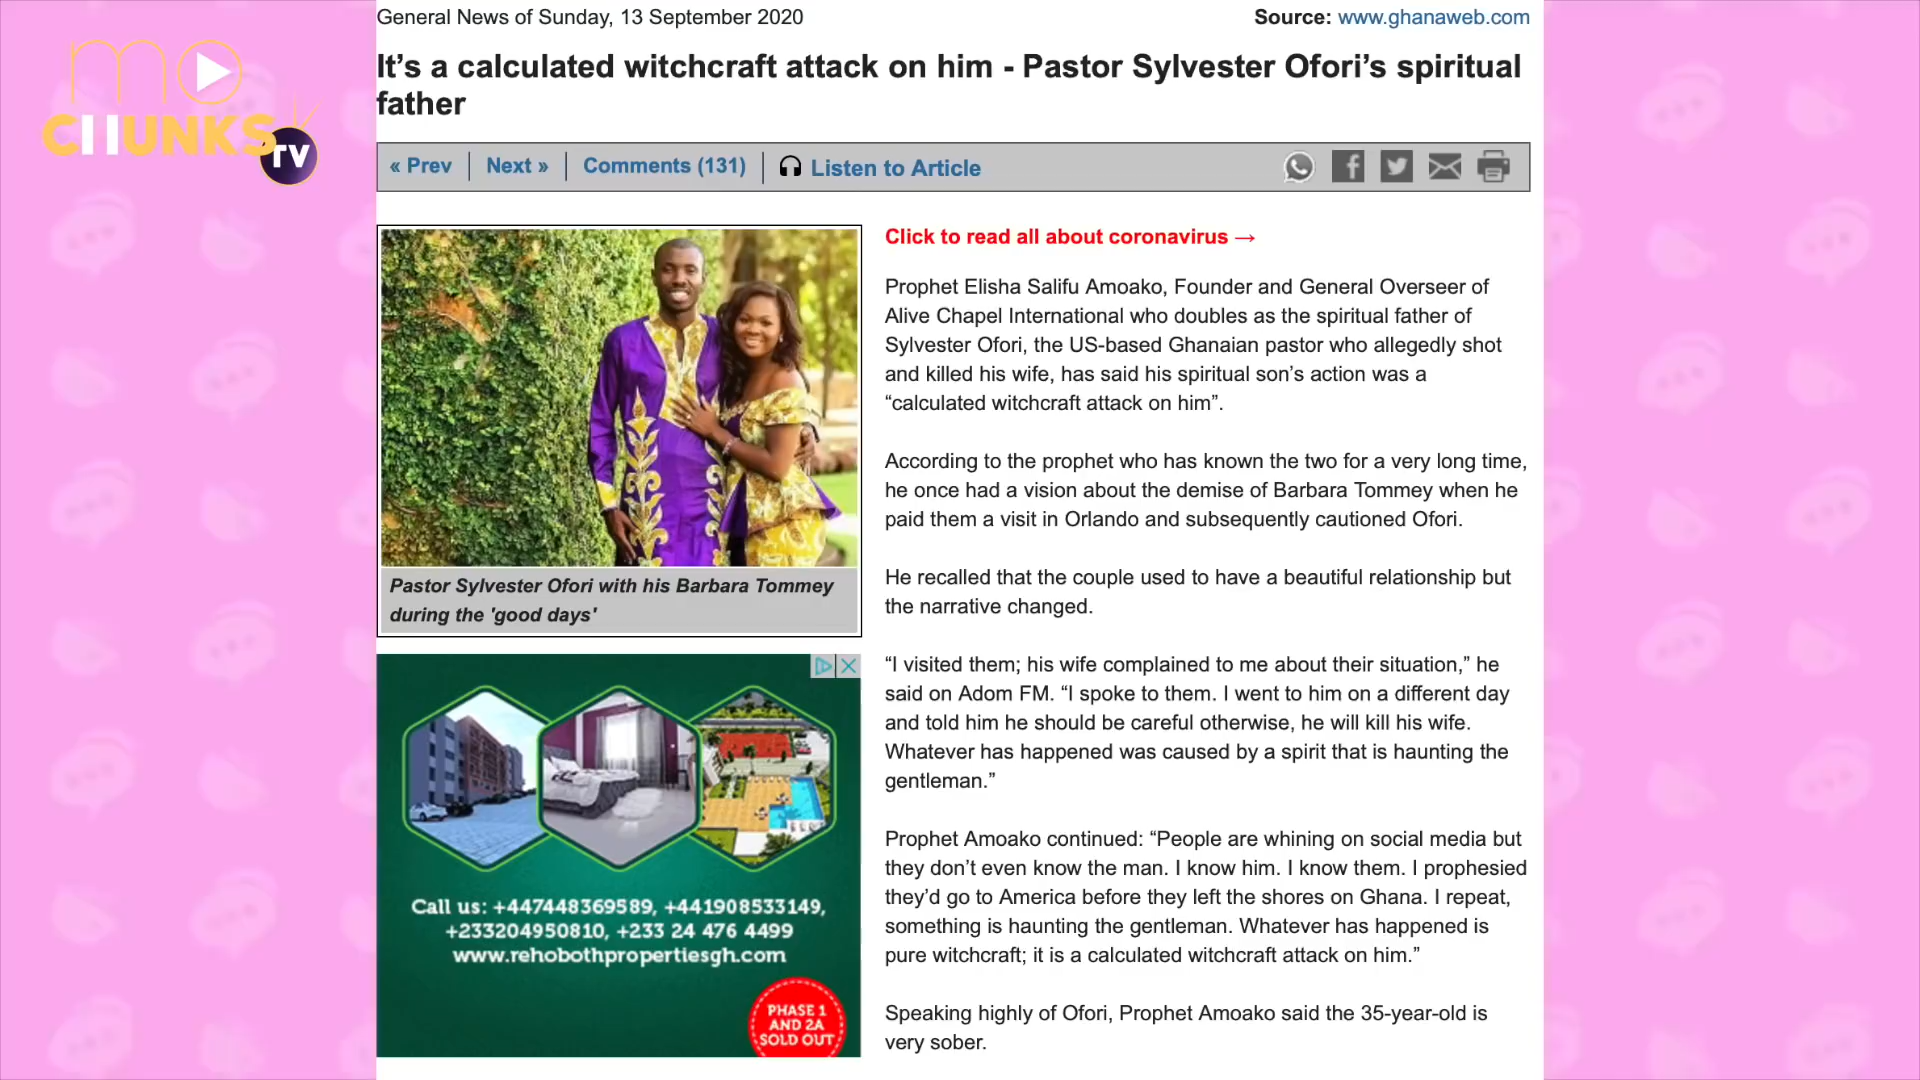 General News of Sunday, 13 September 2020
Source: www.ghanaweb.com
mo
CHUNKS
TV
It’s a calculated witchcraft attack on him - Pastor Sylvester Ofori’s spiritual
father
« Prev
Next »
Comments (131)
Listen to Article
Pastor Sylvester Ofori with his Barbara Tommey
during the 'good days'
Call us: +447448369589, +441908533149,
+233204950810, +233 24 476 4499
www.rehobothpropertiesgh.com
PHASE 1
AND 2A
SOLD OUT
Click to read all about coronavirus →
Prophet Elisha Salifu Amoako, Founder and General Overseer of
Alive Chapel International who doubles as the spiritual father of
Sylvester Ofori, the US-based Ghanaian pastor who allegedly shot
and killed his wife, has said his spiritual son’s action was a
“calculated witchcraft attack on him”.
According to the prophet who has known the two for a very long time,
he once had a vision about the demise of Barbara Tommey when he
paid them a visit in Orlando and subsequently cautioned Ofori.
He recalled that the couple used to have a beautiful relationship but
the narrative changed.
“I visited them; his wife complained to me about their situation,” he
said on Adom FM. “I spoke to them. I went to him on a different day
and told him he should be careful otherwise, he will kill his wife.
Whatever has happened was caused by a spirit that is haunting the
gentleman.”
Prophet Amoako continued: “People are whining on social media but
they don’t even know the man. I know him. I know them. I prophesied
they’d go to America before they left the shores on Ghana. I repeat,
something is haunting the gentleman. Whatever has happened is
pure witchcraft; it is a calculated witchcraft attack on him.”
Speaking highly of Ofori, Prophet Amoako said the 35-year-old is
very sober.